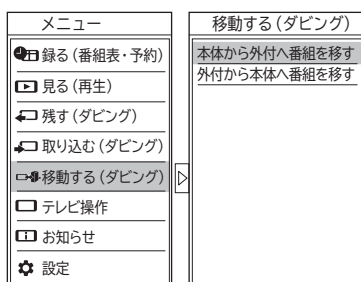 メニュー
録る(番組表・予約)
見る(再生)
残す(ダビング)
取り込む(ダビング)
移動する(ダビング)
テレビ操作
お知らせ
設定
移動する(ダビング)
本体から外付へ番組を移す
外付から本体へ番組を移す